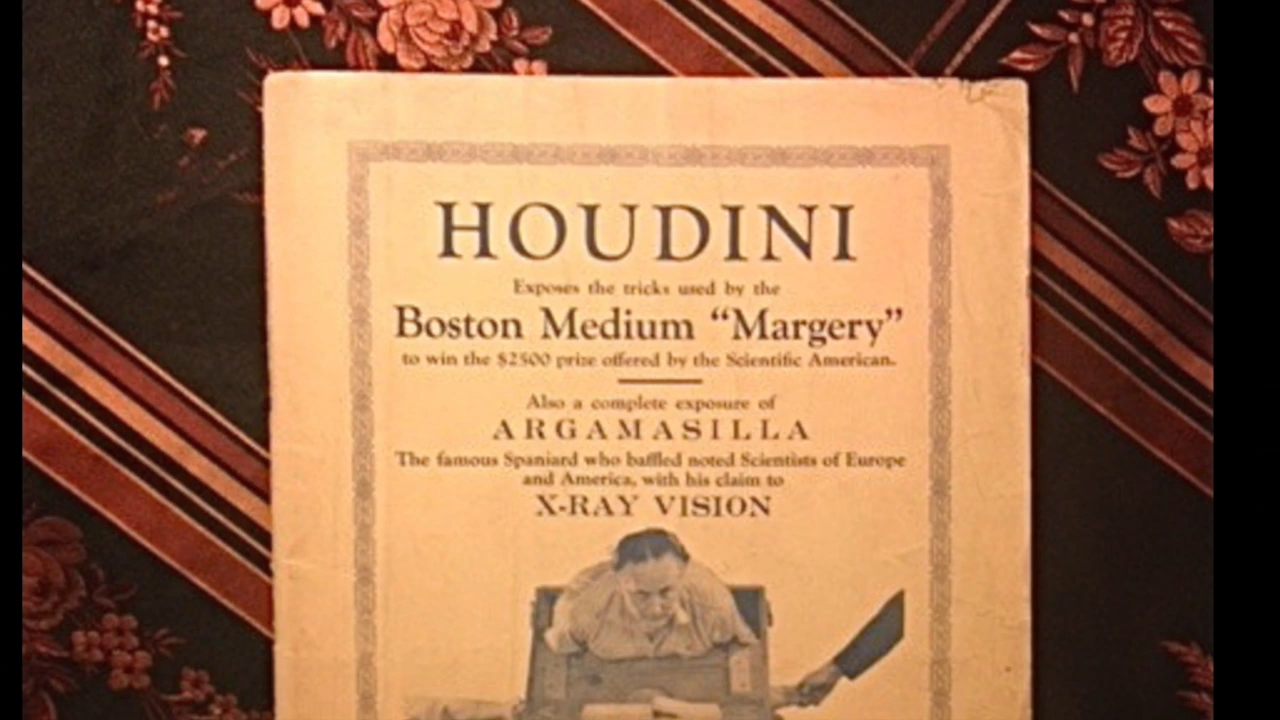 HOUDINI
Exposes the tricks used by the
Boston Medium “Margery”
to win the $2500 prize offered by the Scientific American.
Also a complete exposure of
ARGAMASILLA
The famous Spaniard who baffled noted Scientists of Europe
and America, with his claim to
X-RAY VISION